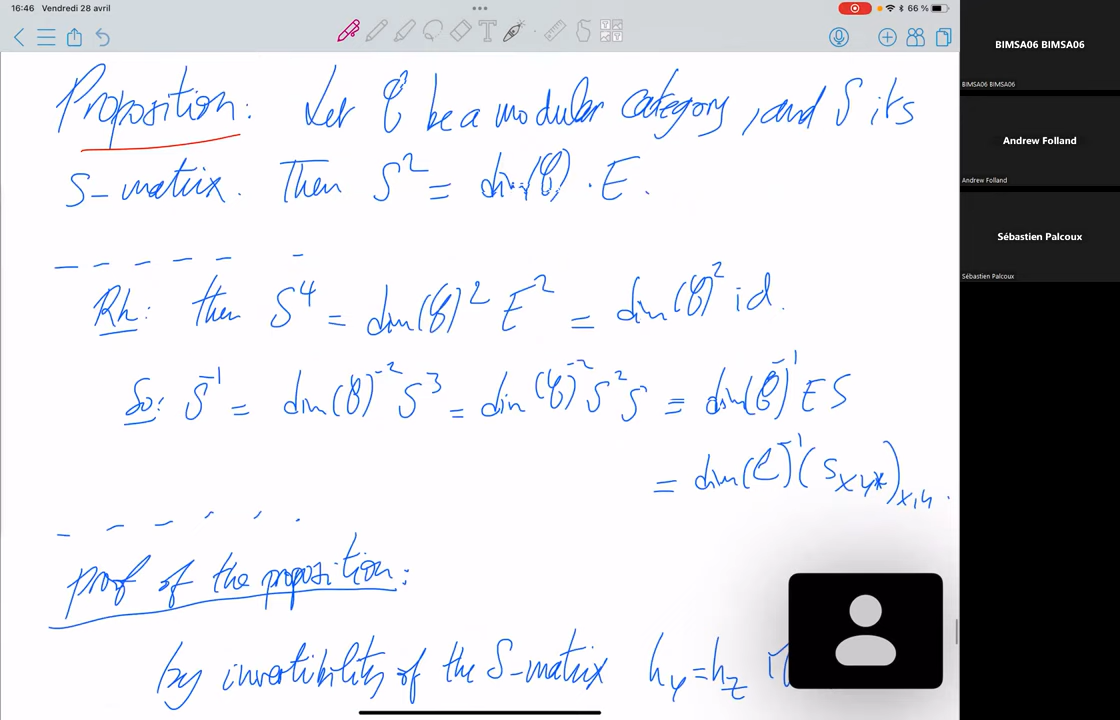 16:46 Vendredi 28 avril
66 %
Proposition: Let C be a modular category, and S its
S-matrix. Then S² = dim(C) · E.
Rk: then S⁴ = dim(C)² E² = dim(C)² id.
So: S⁻¹ = dim(C)⁻² S³ = dim(C)⁻² S² S = dim(C)⁻¹ E S
= dim(C)⁻¹ (S_{XY*})_{X,Y}.
Proof of the proposition:
by invertibility of the S-matrix h_Y = h_Z
BIMSA06 BIMSA06
BIMSA06 BIMSA06
Andrew Folland
Andrew Folland
Sébastien Palcoux
Sébastien Palcoux